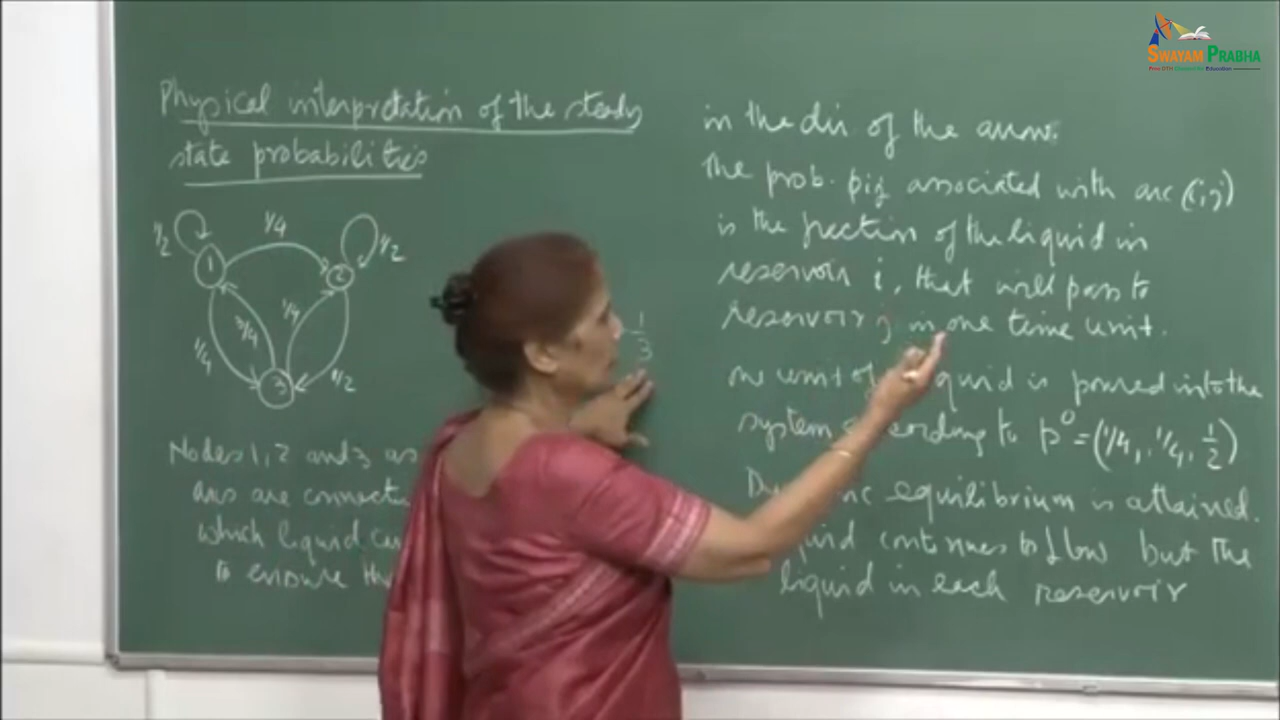 SWAYAM PRABHA
Physical interpretation of the steady
state probabilities
1/2
1
1/4
2
1/2
1/4
3/4
1/4
1/2
3
Nodes 1, 2 and 3 as
arcs are connecte
which liquid can
to ensure th
1
3
in the dir of the arrow.
The prob. pij associated with arc (i,j)
is the fraction of the liquid in
reservoir i, that will pass to
reservoir j in one time unit.
unit of liquid is poured into the
system according to p⁰ = (1/4, 1/4, 1/2)
equilibrium is attained.
continues to flow but the
liquid in each reservoir